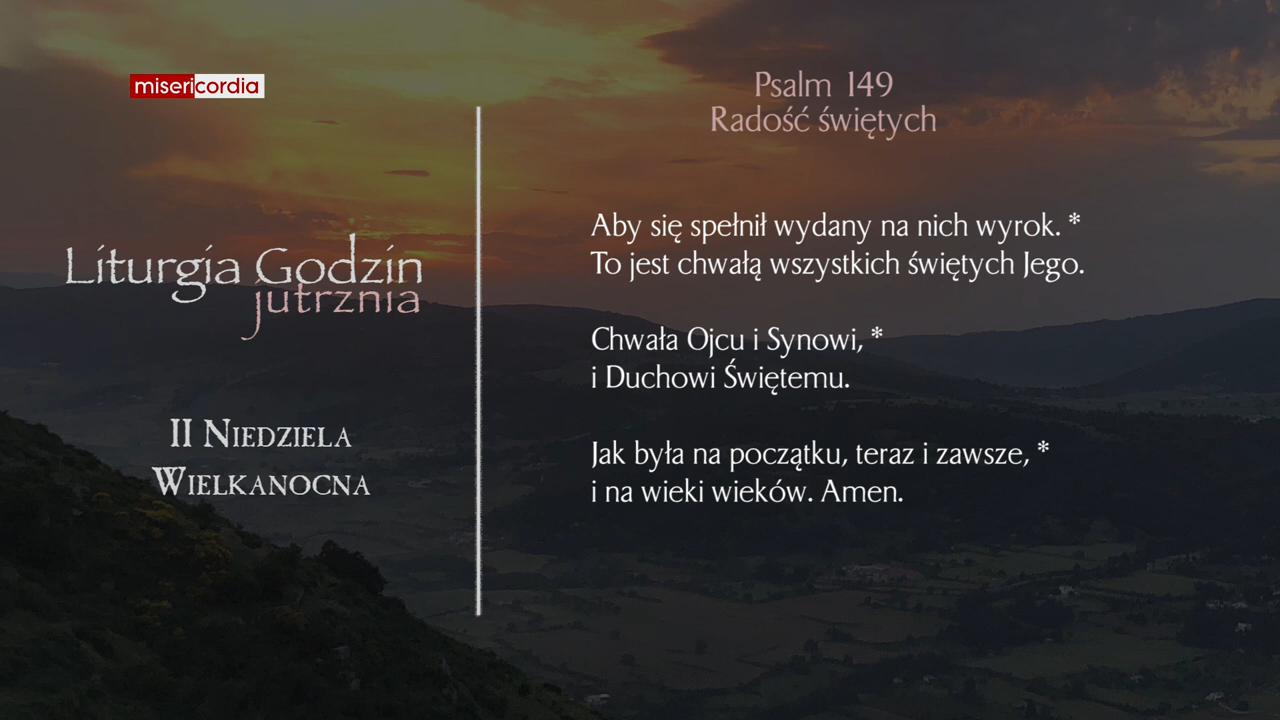 misericordia
Liturgia Godzin
jutrznia
II Niedziela
Wielkanocna
Psalm 149
Radość świętych
Aby się spełnił wydany na nich wyrok. *
To jest chwałą wszystkich świętych Jego.
Chwała Ojcu i Synowi, *
i Duchowi Świętemu.
Jak była na początku, teraz i zawsze, *
i na wieki wieków. Amen.